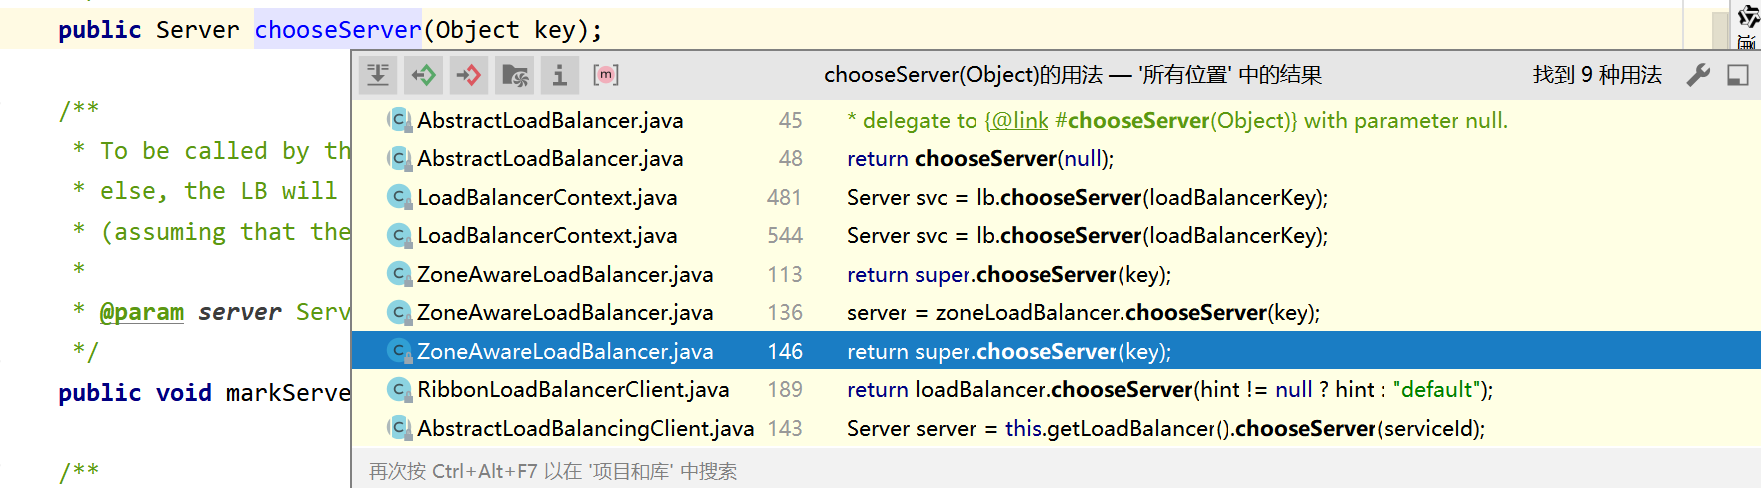 public Server chooseServer(Object key);
chooseServer(Object)的用法 — '所有位置' 中的结果 找到 9 种用法
/**
AbstractLoadBalancer.java 45 * delegate to {@link #chooseServer(Object)} with parameter null.
* To be called by th
AbstractLoadBalancer.java 48 return chooseServer(null);
* else, the LB will
LoadBalancerContext.java 481 Server svc = lb.chooseServer(loadBalancerKey);
* (assuming that the
LoadBalancerContext.java 544 Server svc = lb.chooseServer(loadBalancerKey);
*
ZoneAwareLoadBalancer.java 113 return super.chooseServer(key);
* @param server Serv
ZoneAwareLoadBalancer.java 136 server = zoneLoadBalancer.chooseServer(key);
*/
ZoneAwareLoadBalancer.java 146 return super.chooseServer(key);
public void markServe
RibbonLoadBalancerClient.java 189 return loadBalancer.chooseServer(hint != null ? hint : "default");
AbstractLoadBalancingClient.java 143 Server server = this.getLoadBalancer().chooseServer(serviceId);
/**
再次按 Ctrl+Alt+F7 以在 '项目和库' 中搜索